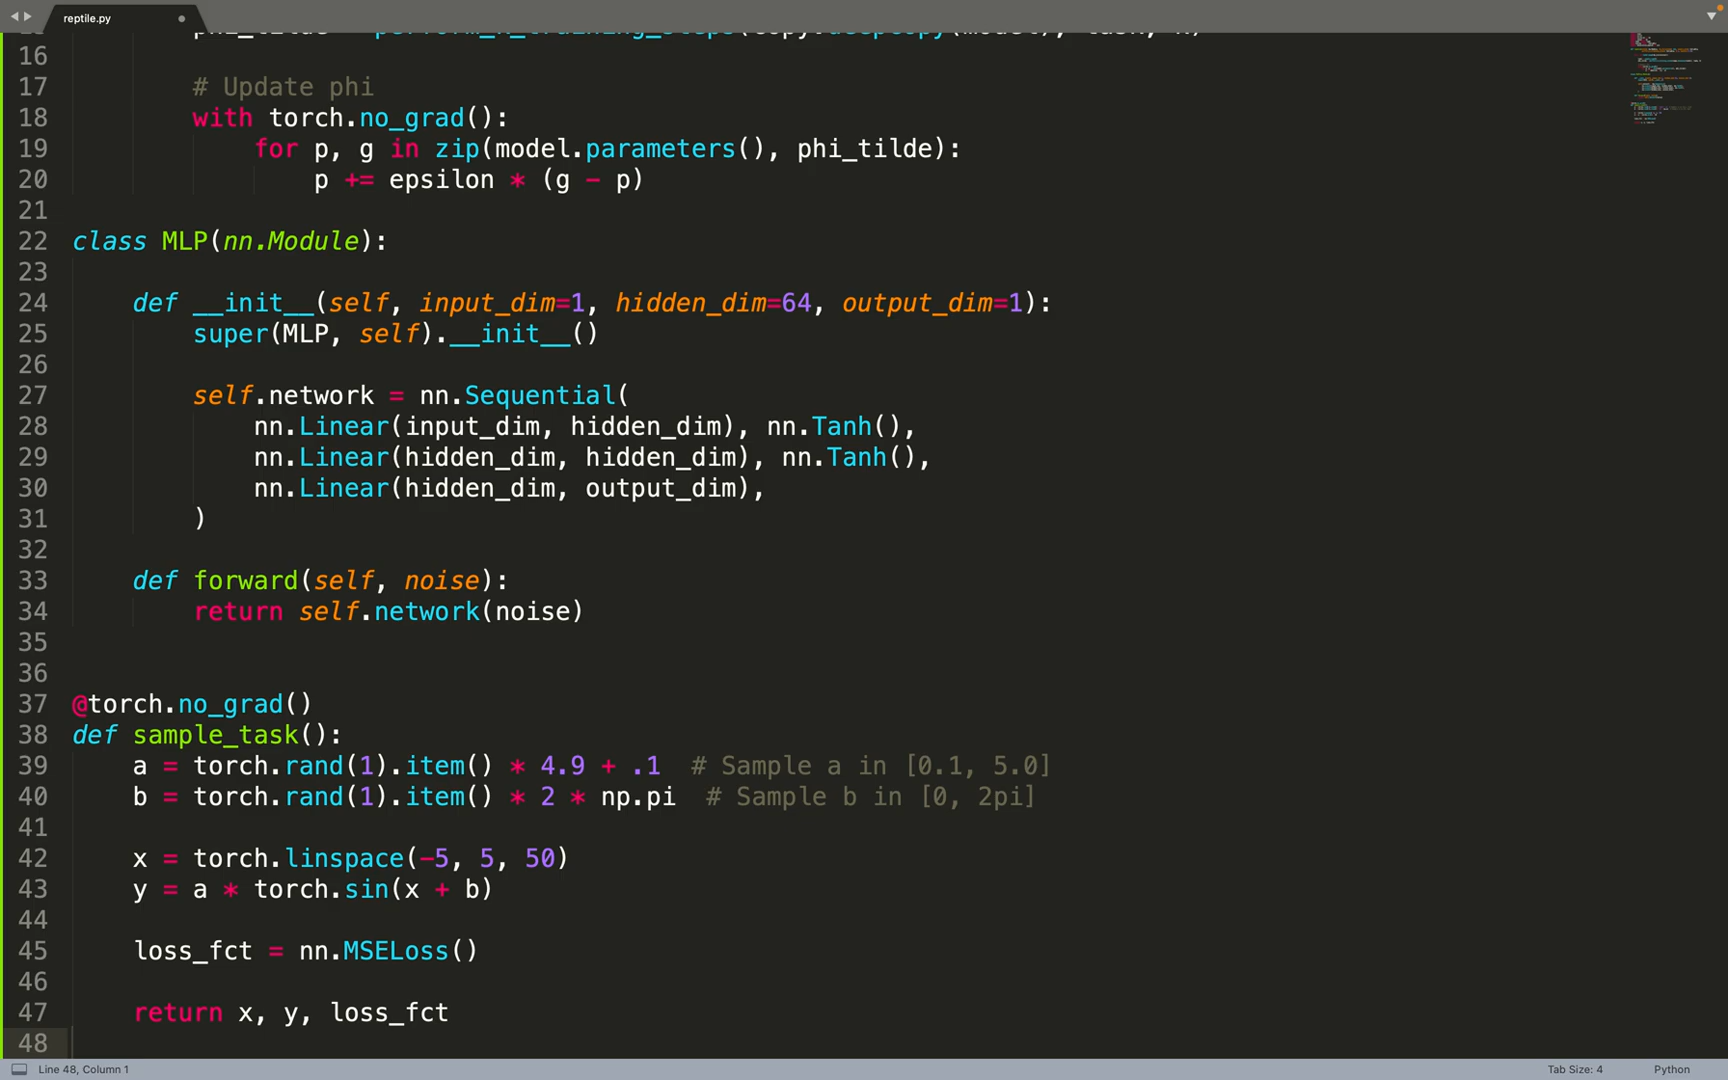 reptile.py
16
17 # Update phi
18 with torch.no_grad():
19 for p, g in zip(model.parameters(), phi_tilde):
20 p += epsilon * (g - p)
21
22 class MLP(nn.Module):
23
24 def __init__(self, input_dim=1, hidden_dim=64, output_dim=1):
25 super(MLP, self).__init__()
26
27 self.network = nn.Sequential(
28 nn.Linear(input_dim, hidden_dim), nn.Tanh(),
29 nn.Linear(hidden_dim, hidden_dim), nn.Tanh(),
30 nn.Linear(hidden_dim, output_dim),
31 )
32
33 def forward(self, noise):
34 return self.network(noise)
35
36
37 @torch.no_grad()
38 def sample_task():
39 a = torch.rand(1).item() * 4.9 + .1 # Sample a in [0.1, 5.0]
40 b = torch.rand(1).item() * 2 * np.pi # Sample b in [0, 2pi]
41
42 x = torch.linspace(-5, 5, 50)
43 y = a * torch.sin(x + b)
44
45 loss_fct = nn.MSELoss()
46
47 return x, y, loss_fct
48
Line 48, Column 1 Tab Size: 4 Python